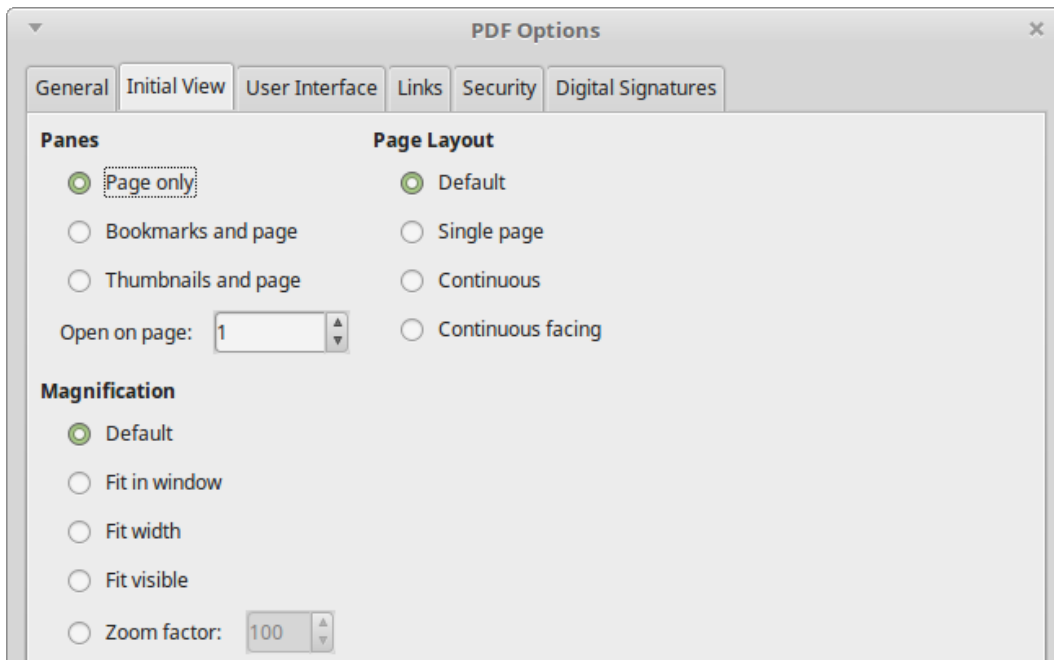 PDF Options
General Initial View User Interface Links Security Digital Signatures
Panes
Page only
Bookmarks and page
Thumbnails and page
Open on page: 1
Page Layout
Default
Single page
Continuous
Continuous facing
Magnification
Default
Fit in window
Fit width
Fit visible
Zoom factor: 100